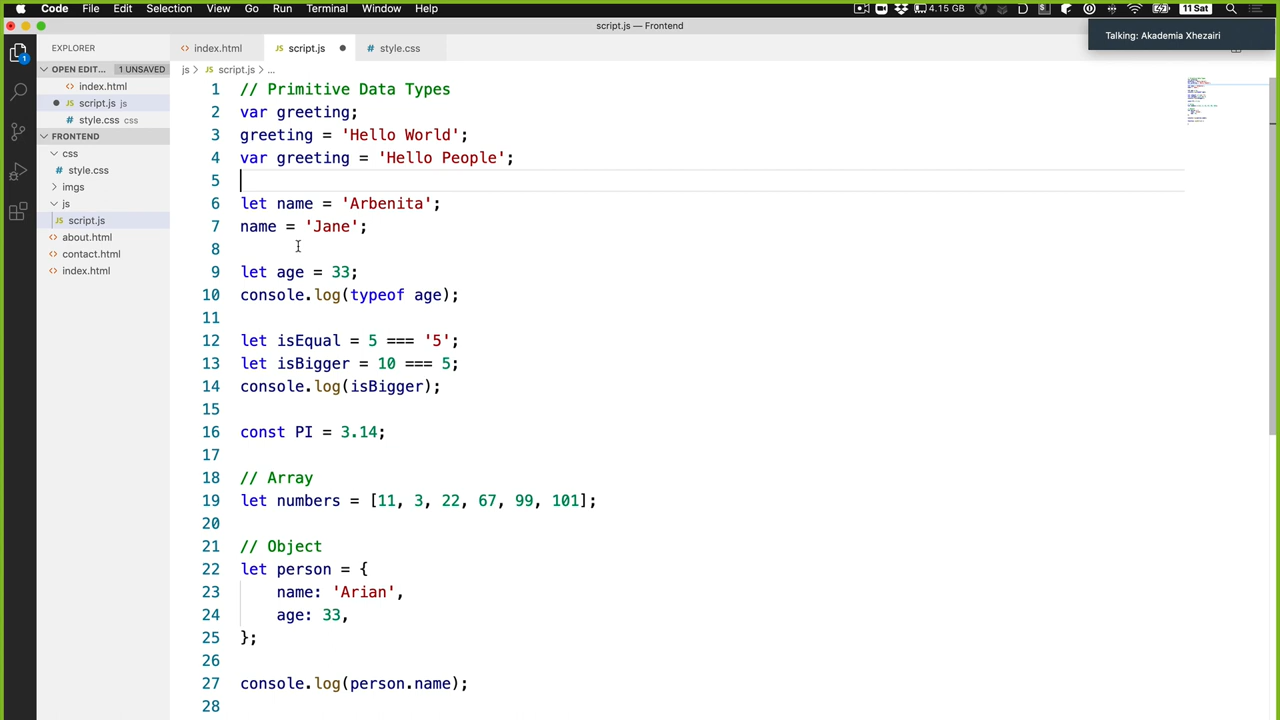 Code File Edit Selection View Go Run Terminal Window Help 4.15 GB 11 Sat
script.js — Frontend
Talking: Akademia Xhezairi
EXPLORER
index.html script.js style.css
OPEN EDIT... 1 UNSAVED
js > script.js > ...
index.html
script.js js
style.css css
FRONTEND
css
style.css
imgs
js
script.js
about.html
contact.html
index.html
1 // Primitive Data Types
2 var greeting;
3 greeting = 'Hello World';
4 var greeting = 'Hello People';
5
6 let name = 'Arbenita';
7 name = 'Jane';
8
9 let age = 33;
10 console.log(typeof age);
11
12 let isEqual = 5 === '5';
13 let isBigger = 10 === 5;
14 console.log(isBigger);
15
16 const PI = 3.14;
17
18 // Array
19 let numbers = [11, 3, 22, 67, 99, 101];
20
21 // Object
22 let person = {
23 name: 'Arian',
24 age: 33,
25 };
26
27 console.log(person.name);
28